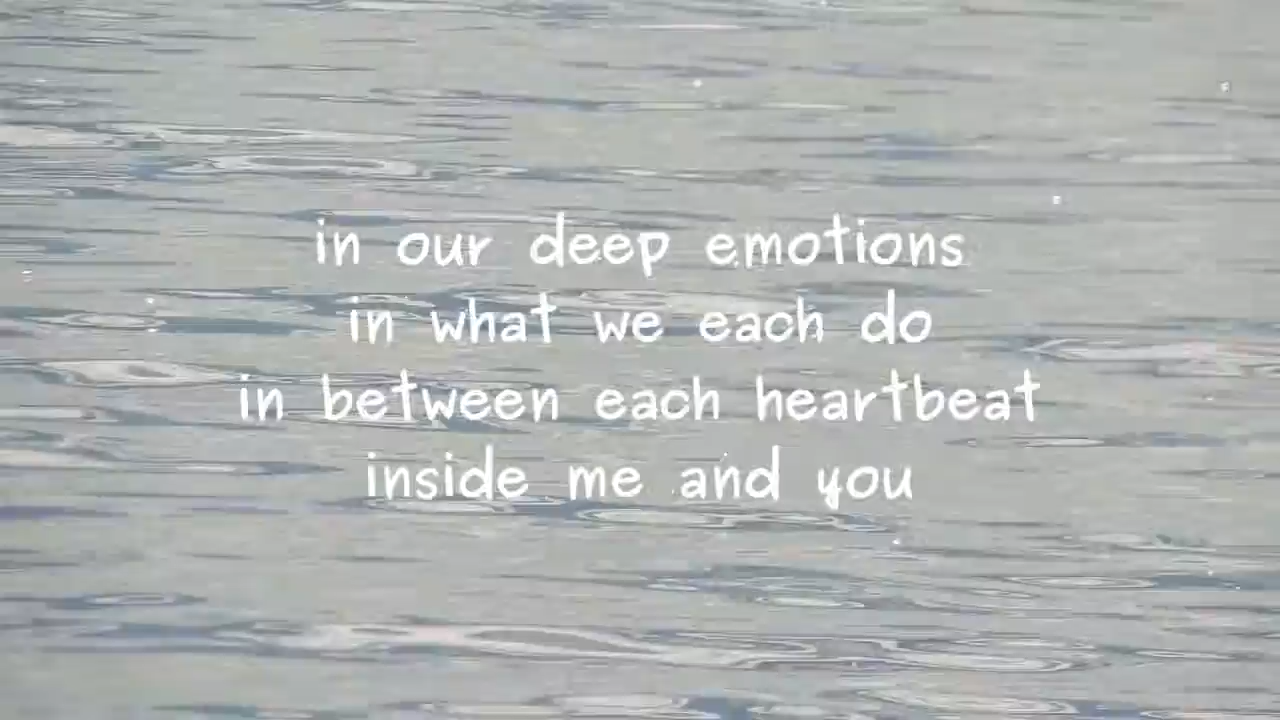 in our deep emotions
in what we each do
in between each heartbeat
inside me and you